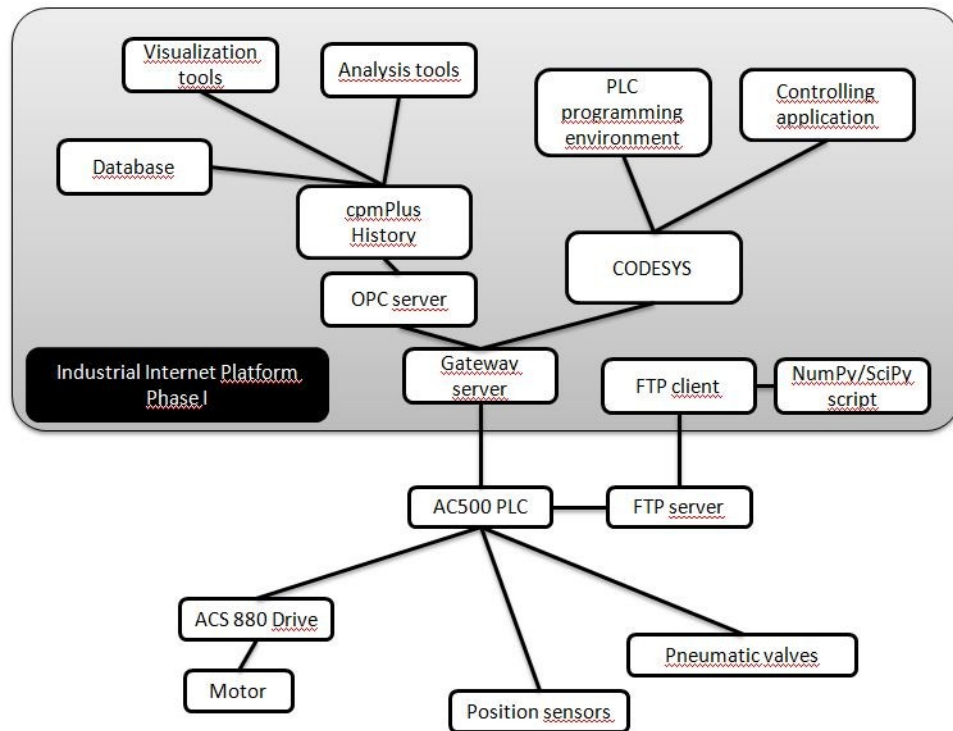 Visualization
tools
Analysis tools
PLC
programming
environment
Controlling
application
Database
cpmPlus
History
CODESYS
OPC server
Industrial Internet Platform
Phase I
Gateway
server
FTP client
NumPy/SciPy
script
AC500 PLC
FTP server
ACS 880 Drive
Pneumatic valves
Motor
Position sensors